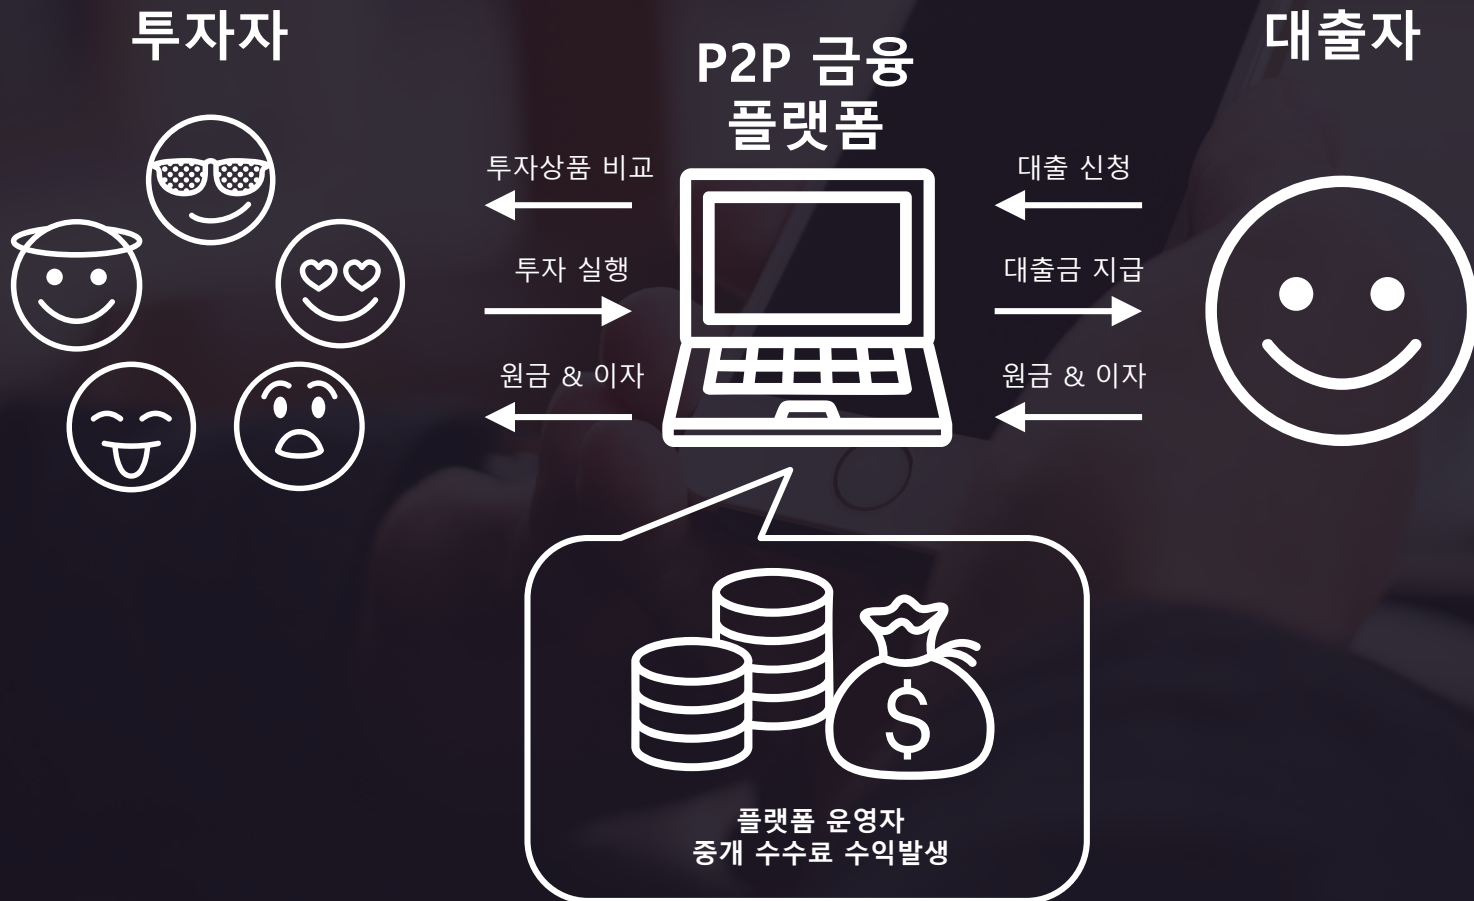 투자자
P2P 금융
플랫폼
대출자
투자상품 비교
투자 실행
원금 & 이자
대출 신청
대출금 지급
원금 & 이자
$
플랫폼 운영자
중개 수수료 수익발생